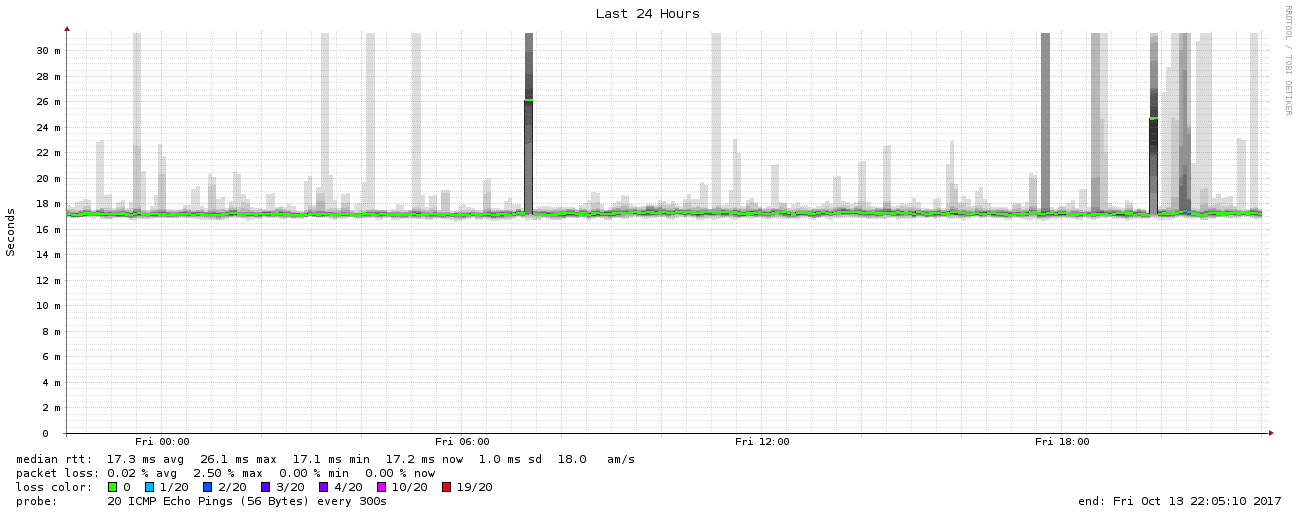 Last 24 Hours
RRDTOOL / TOBI OETIKER
Seconds
30 m
28 m
26 m
24 m
22 m
20 m
18 m
16 m
14 m
12 m
10 m
8 m
6 m
4 m
2 m
0
Fri 00:00 Fri 06:00 Fri 12:00 Fri 18:00
median rtt: 17.3 ms avg 26.1 ms max 17.1 ms min 17.2 ms now 1.0 ms sd 18.0 am/s
packet loss: 0.02 % avg 2.50 % max 0.00 % min 0.00 % now
loss color: 0 1/20 2/20 3/20 4/20 10/20 19/20
probe: 20 ICMP Echo Pings (56 Bytes) every 300s end: Fri Oct 13 22:05:10 2017